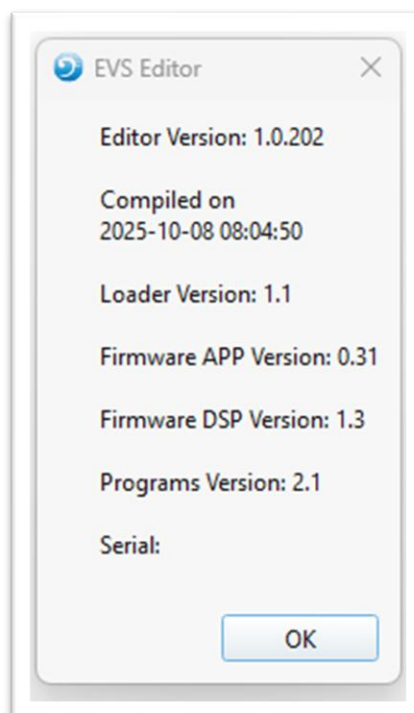 EVS Editor
Editor Version: 1.0.202
Compiled on
2025-10-08 08:04:50
Loader Version: 1.1
Firmware APP Version: 0.31
Firmware DSP Version: 1.3
Programs Version: 2.1
Serial:
OK